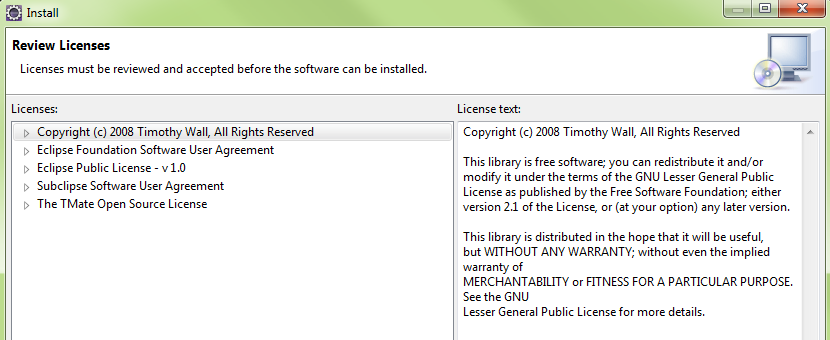 Install
Review Licenses
Licenses must be reviewed and accepted before the software can be installed.
Licenses:
Copyright (c) 2008 Timothy Wall, All Rights Reserved
Eclipse Foundation Software User Agreement
Eclipse Public License - v 1.0
Subclipse Software User Agreement
The TMate Open Source License
License text:
Copyright (c) 2008 Timothy Wall, All Rights Reserved
This library is free software; you can redistribute it and/or
modify it under the terms of the GNU Lesser General Public
License as published by the Free Software Foundation; either
version 2.1 of the License, or (at your option) any later version.
This library is distributed in the hope that it will be useful,
but WITHOUT ANY WARRANTY; without even the implied
warranty of
MERCHANTABILITY or FITNESS FOR A PARTICULAR PURPOSE.
See the GNU
Lesser General Public License for more details.